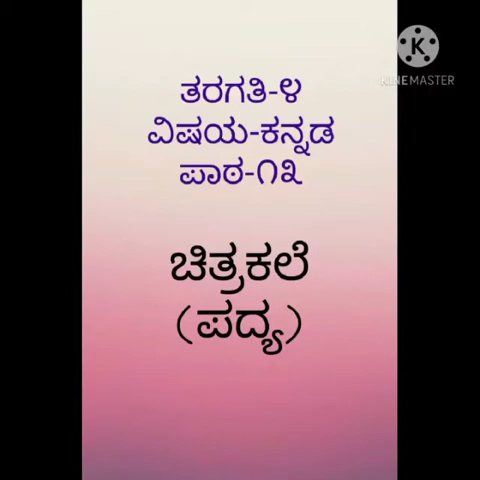 K
KINEMASTER
ತರಗತಿ-೪
ವಿಷಯ-ಕನ್ನಡ
ಪಾಠ-೧೩
ಚಿತ್ರಕಲೆ
(ಪದ್ಯ)